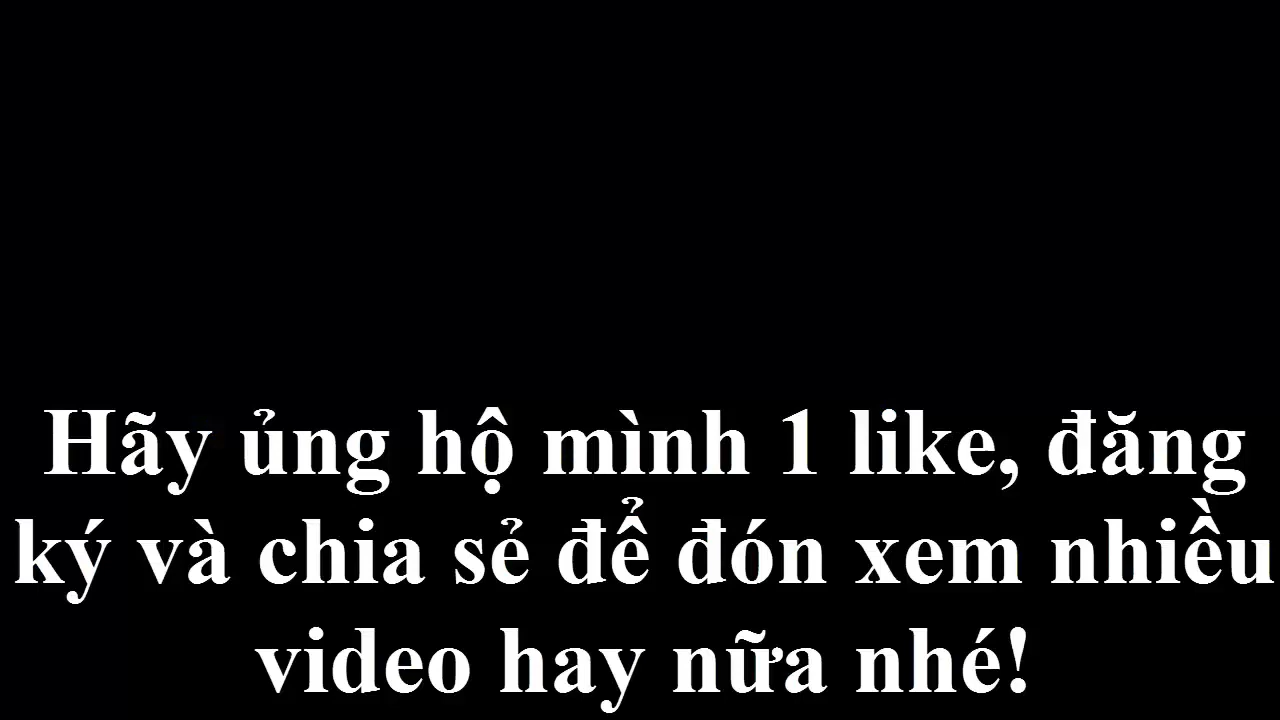 Hãy ủng hộ mình 1 like, đăng
ký và chia sẻ để đón xem nhiều
video hay nữa nhé!